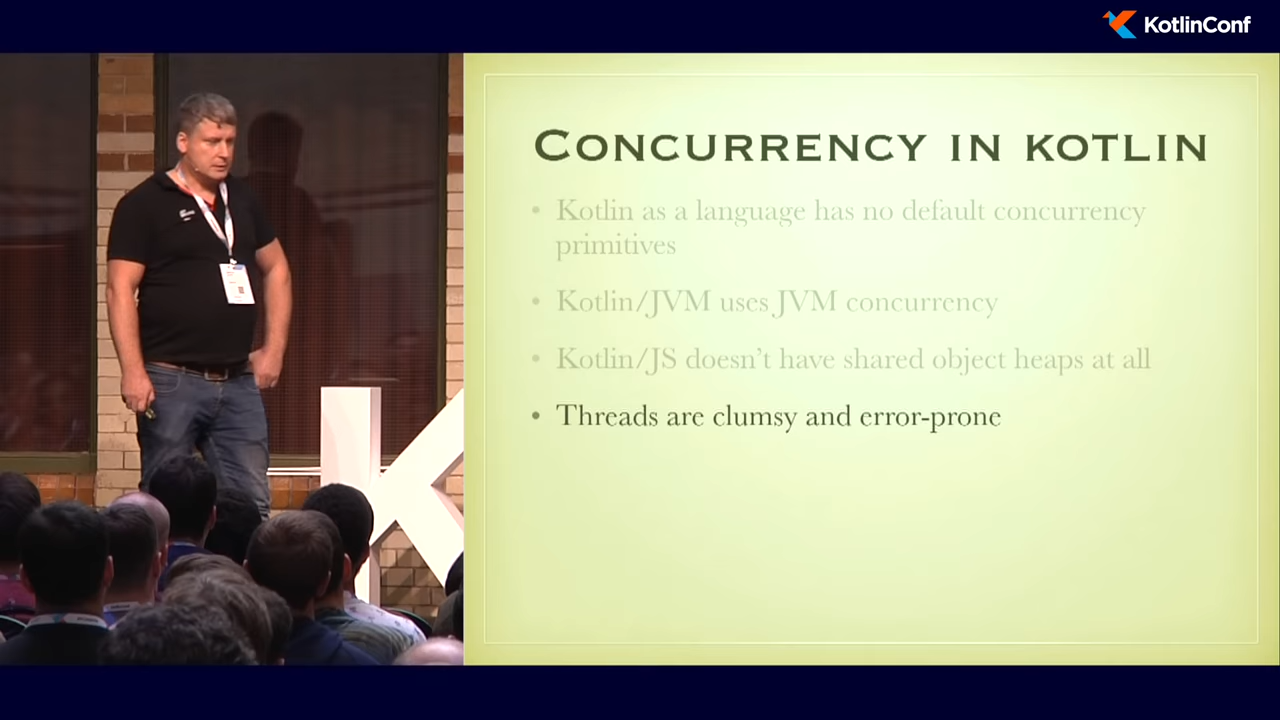 KotlinConf
CONCURRENCY IN KOTLIN
• Kotlin as a language has no default concurrency
primitives
• Kotlin/JVM uses JVM concurrency
• Kotlin/JS doesn't have shared object heaps at all
• Threads are clumsy and error-prone
K